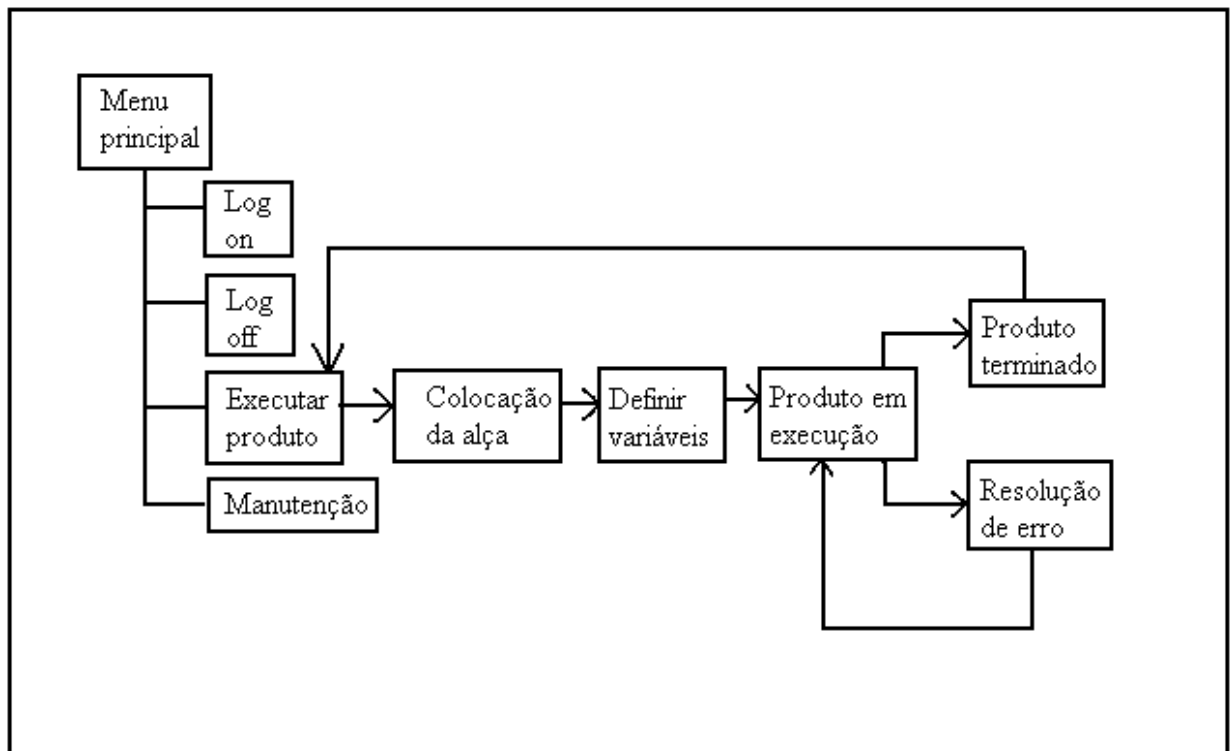 Menu
principal
Log
on
Log
off
Executar
produto
Manutenção
Colocação
da alça
Definir
variáveis
Produto em
execução
Produto
terminado
Resolução
de erro